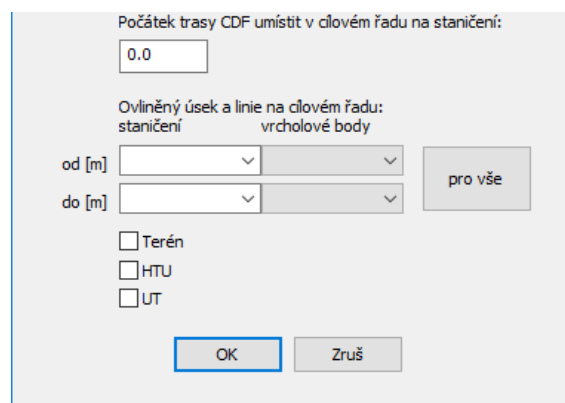 Počátek trasy CDF umístit v cílovém řadu na staničení:
0.0
Ovliněný úsek a linie na cílovém řadu:
staničení vrcholové body
od [m]
pro vše
do [m]
Terén
HTU
UT
OK Zruš